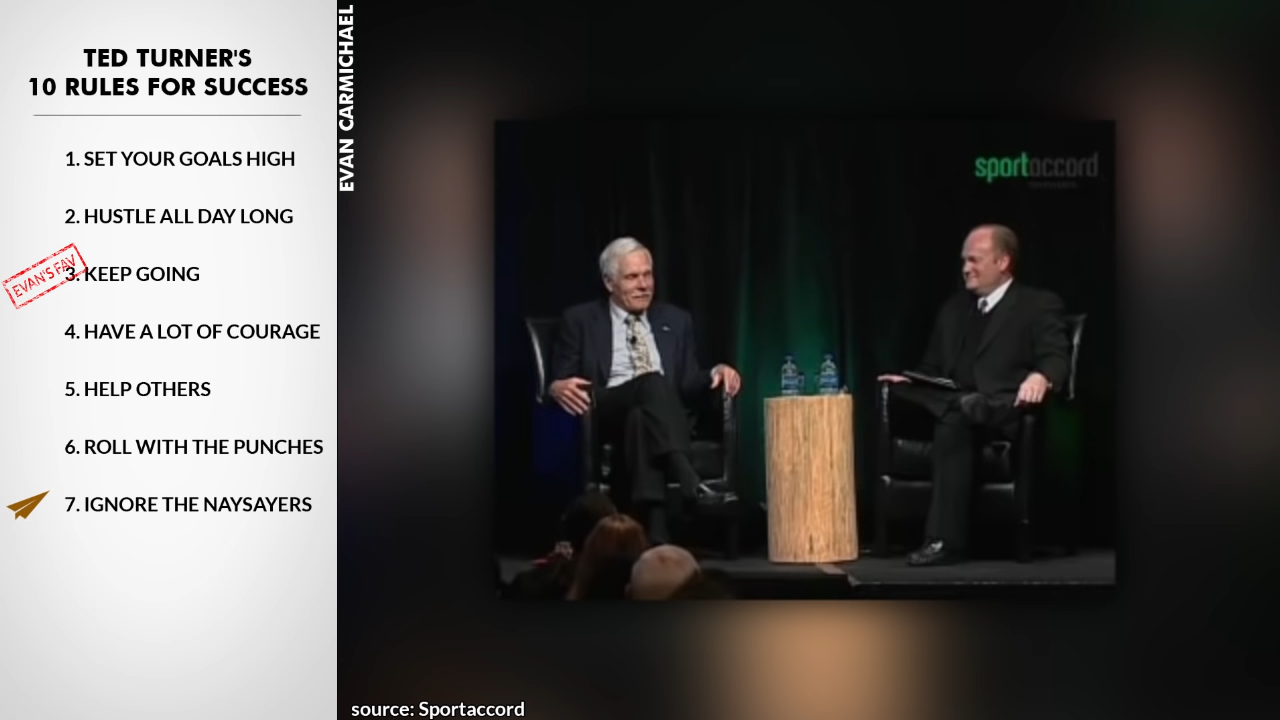 TED TURNER'S
10 RULES FOR SUCCESS
1. SET YOUR GOALS HIGH
2. HUSTLE ALL DAY LONG
EVAN'S FAV
3. KEEP GOING
4. HAVE A LOT OF COURAGE
5. HELP OTHERS
6. ROLL WITH THE PUNCHES
7. IGNORE THE NAYSAYERS
EVAN CARMICHAEL
sportaccord
source: Sportaccord